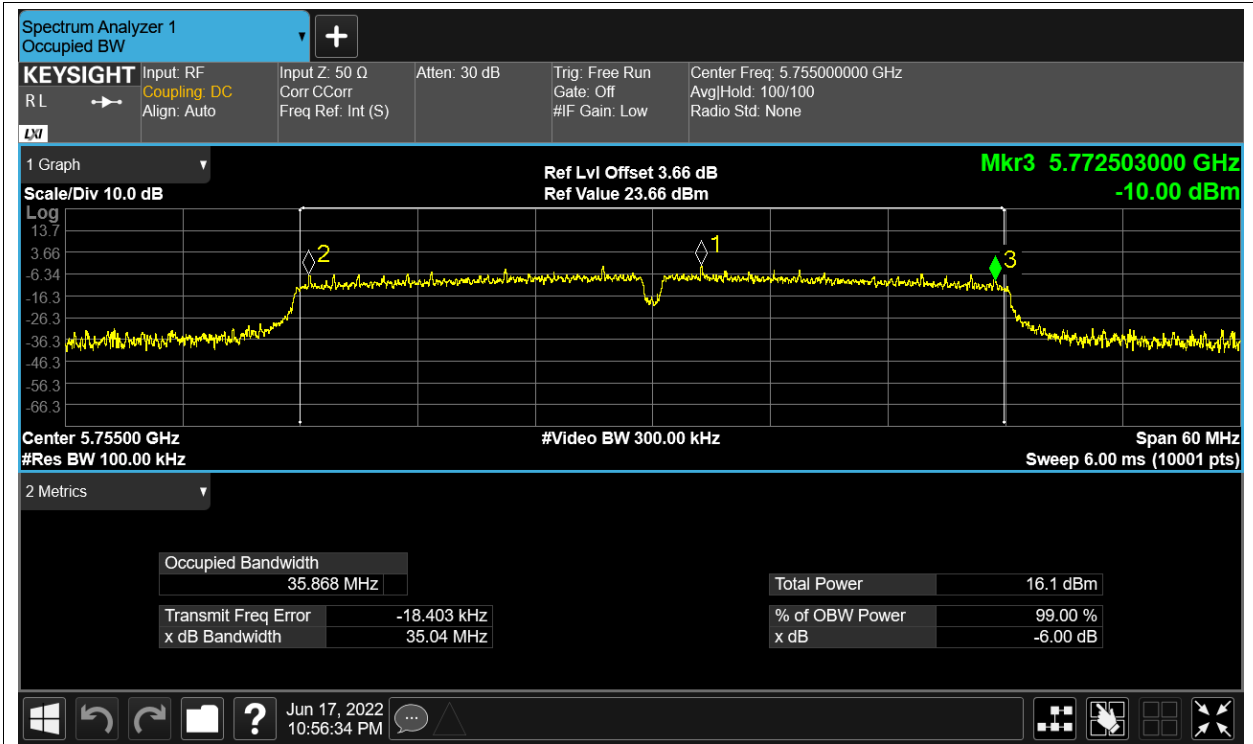 Spectrum Analyzer 1
Occupied BW
▼
+
KEYSIGHT
R L
LXI
Input: RF
Coupling: DC
Align: Auto
Input Z: 50 Ω
Corr CCorr
Freq Ref: Int (S)
Atten: 30 dB
Trig: Free Run
Gate: Off
#IF Gain: Low
Center Freq: 5.755000000 GHz
Avg|Hold: 100/100
Radio Std: None
1 Graph ▼
Scale/Div 10.0 dB
Ref Lvl Offset 3.66 dB
Ref Value 23.66 dBm
Mkr3 5.772503000 GHz
-10.00 dBm
Log
13.7
3.66
-6.34
-16.3
-26.3
-36.3
-46.3
-56.3
-66.3
2
1
3
Center 5.75500 GHz
#Res BW 100.00 kHz
#Video BW 300.00 kHz
Span 60 MHz
Sweep 6.00 ms (10001 pts)
2 Metrics ▼
Occupied Bandwidth
35.868 MHz
Transmit Freq Error -18.403 kHz
x dB Bandwidth 35.04 MHz
Total Power 16.1 dBm
% of OBW Power 99.00 %
x dB -6.00 dB
?
Jun 17, 2022
10:56:34 PM